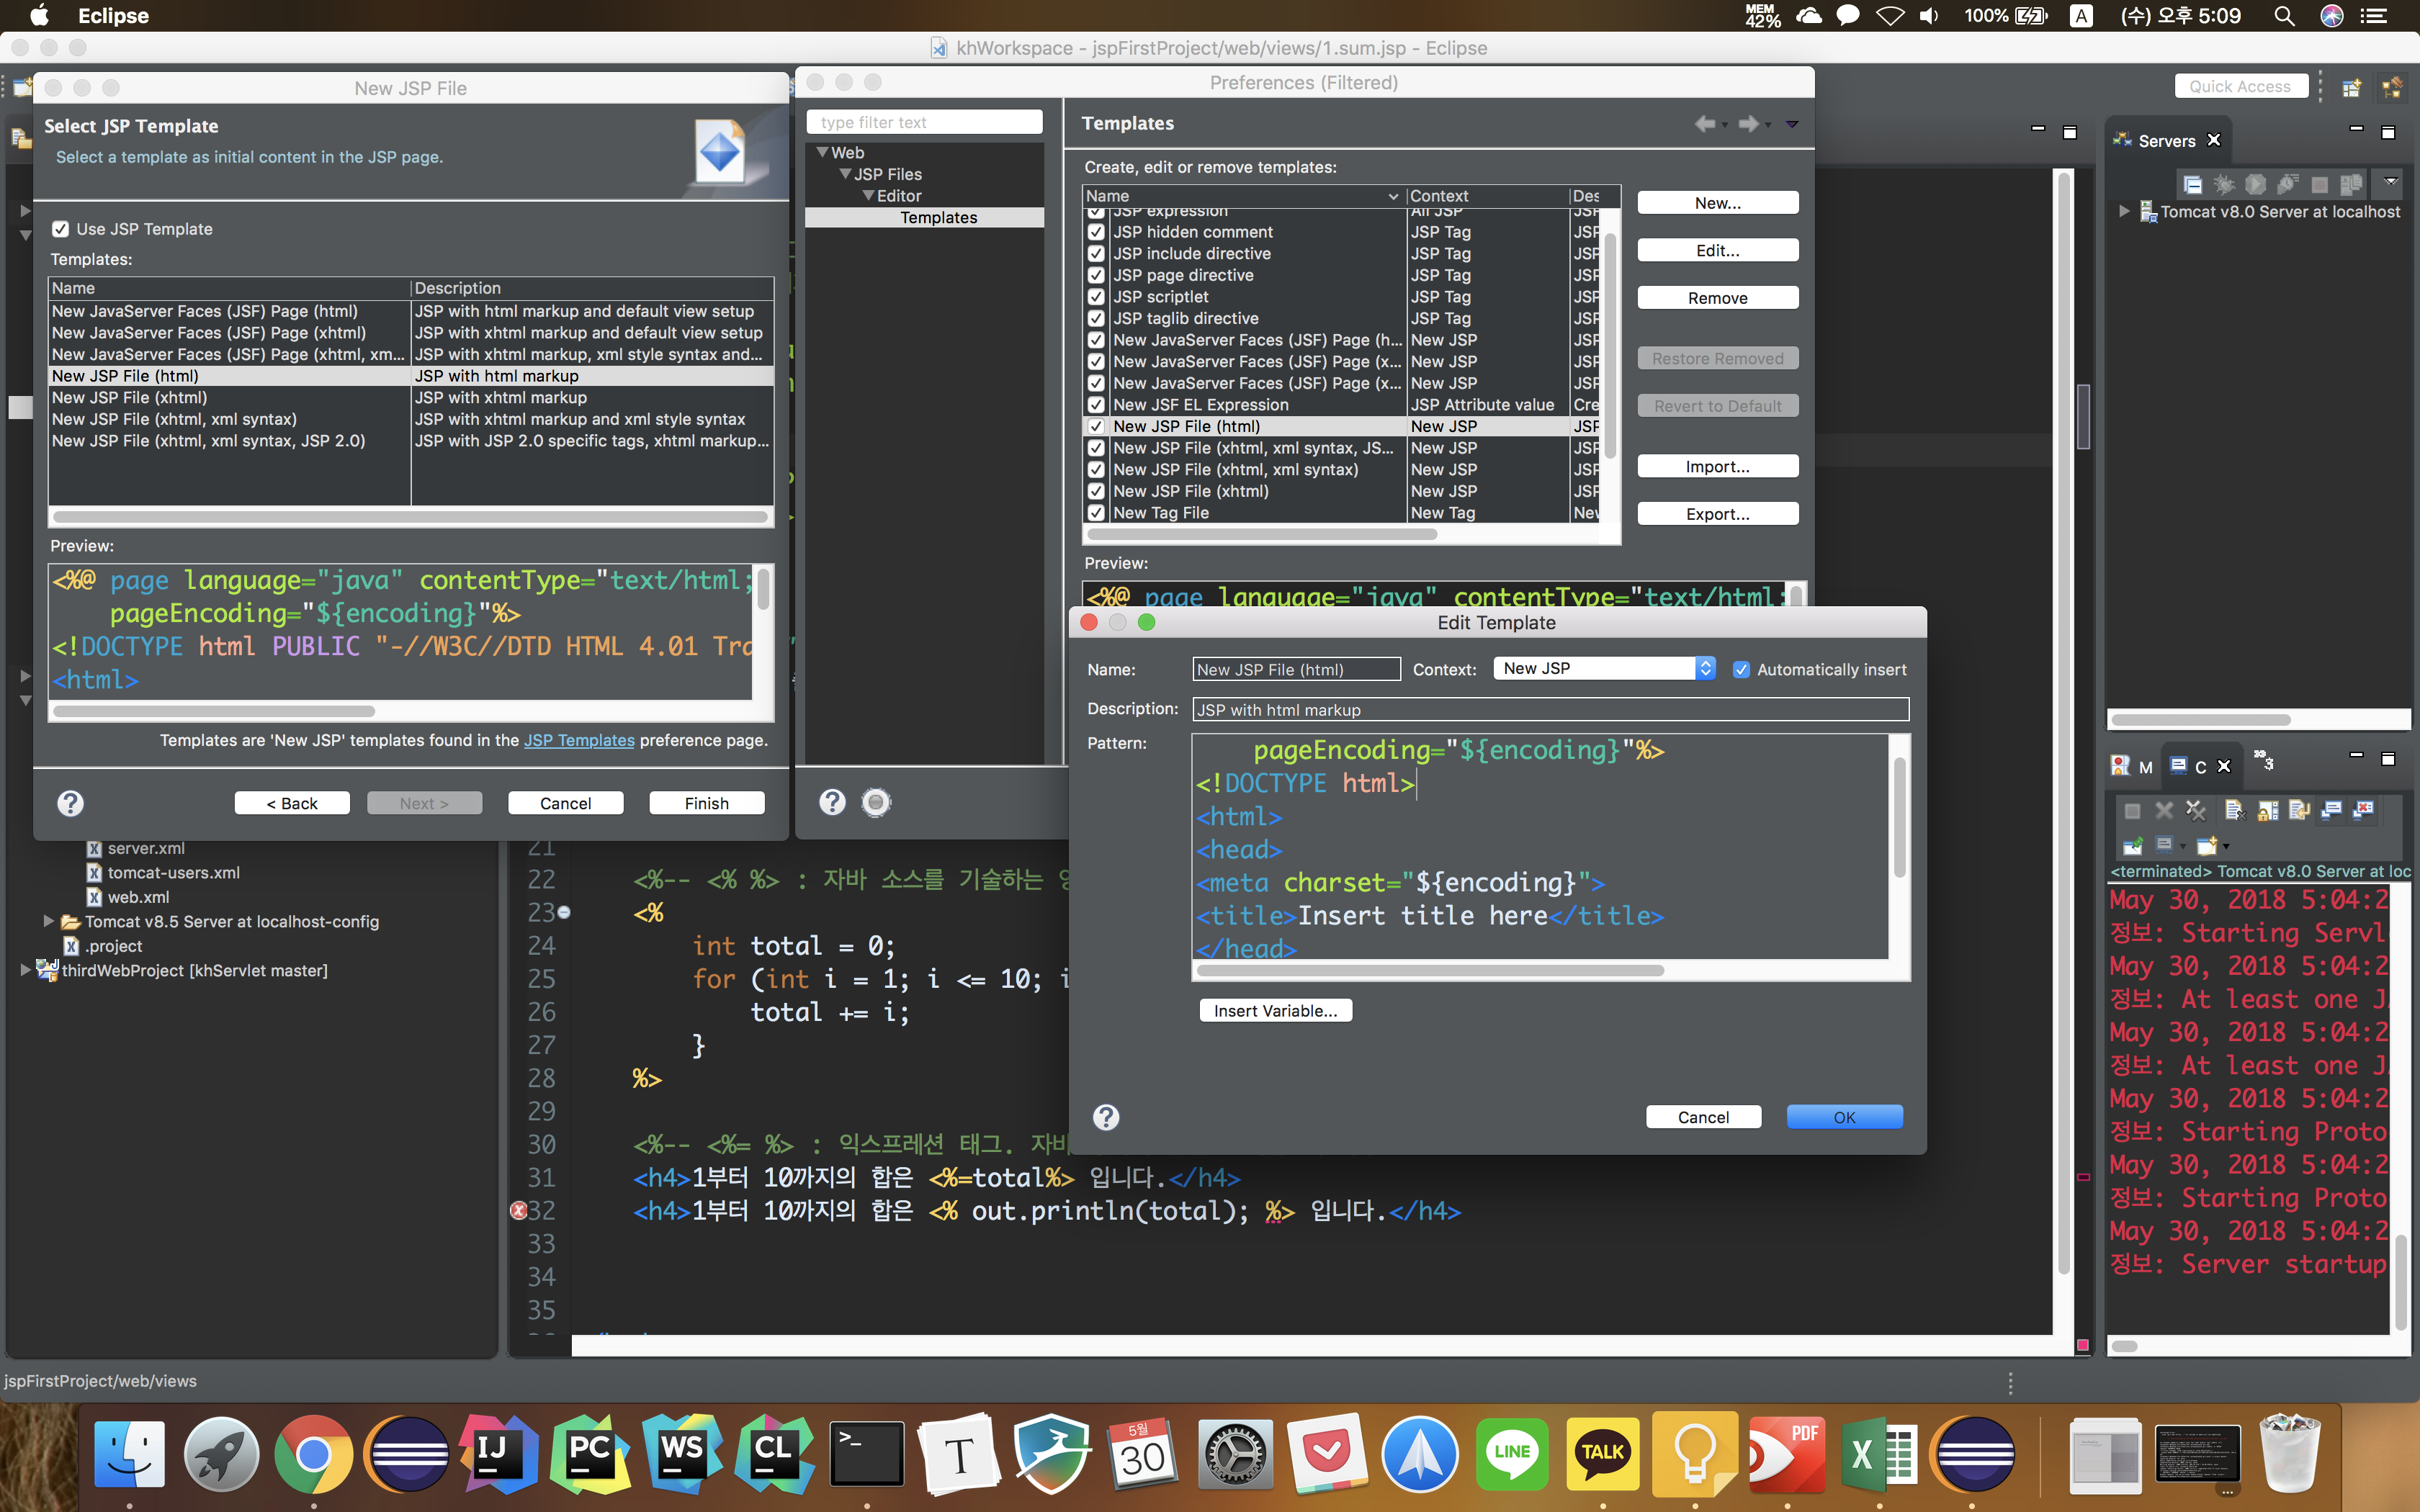 Eclipse
MEM
42%
100%
A
(수) 오후 5:09
khWorkspace - jspFirstProject/web/views/1.sum.jsp - Eclipse
Quick Access
New JSP File
Select JSP Template
Select a template as initial content in the JSP page.
Use JSP Template
Templates:
Name Description
New JavaServer Faces (JSF) Page (html) JSP with html markup and default view setup
New JavaServer Faces (JSF) Page (xhtml) JSP with xhtml markup and default view setup
New JavaServer Faces (JSF) Page (xhtml, xm... JSP with xhtml markup, xml style syntax and...
New JSP File (html) JSP with html markup
New JSP File (xhtml) JSP with xhtml markup
New JSP File (xhtml, xml syntax) JSP with xhtml markup and xml style syntax
New JSP File (xhtml, xml syntax, JSP 2.0) JSP with JSP 2.0 specific tags, xhtml markup...
Preview:
<%@ page language="java" contentType="text/html;
pageEncoding="${encoding}"%>
<!DOCTYPE html PUBLIC "-//W3C//DTD HTML 4.01 Tra
<html>
Templates are 'New JSP' templates found in the JSP Templates preference page.
< Back
Next >
Cancel
Finish
Preferences (Filtered)
type filter text
Web
JSP Files
Editor
Templates
Templates
Create, edit or remove templates:
Name Context Des
JSP expression All JSP JSP
JSP hidden comment JSP Tag JSP
JSP include directive JSP Tag JSP
JSP page directive JSP Tag JSP
JSP scriptlet JSP Tag JSP
JSP taglib directive JSP Tag JSP
New JavaServer Faces (JSF) Page (h... New JSP JSP
New JavaServer Faces (JSF) Page (x... New JSP JSP
New JavaServer Faces (JSF) Page (x... New JSP JSP
New JSF EL Expression JSP Attribute value Cre
New JSP File (html) New JSP JSP
New JSP File (xhtml, xml syntax, JS... New JSP JSP
New JSP File (xhtml, xml syntax) New JSP JSP
New JSP File (xhtml) New JSP JSP
New Tag File New Tag Nev
New...
Edit...
Remove
Restore Removed
Revert to Default
Import...
Export...
Preview:
<%@ page language="java" contentType="text/html;
Edit Template
Name: New JSP File (html) Context: New JSP Automatically insert
Description: JSP with html markup
Pattern:
pageEncoding="${encoding}"%>
<!DOCTYPE html>
<html>
<head>
<meta charset="${encoding}">
<title>Insert title here</title>
</head>
Insert Variable...
Cancel
OK
server.xml
tomcat-users.xml
web.xml
Tomcat v8.5 Server at localhost-config
.project
thirdWebProject [khServlet master]
21
22 <%-- <% %> : 자바 소스를 기술하는
23 <%
24 int total = 0;
25 for (int i = 1; i <= 10; i
26 total += i;
27 }
28 %>
29
30 <%-- <%= %> : 익스프레션 태그. 자바
31 <h4>1부터 10까지의 합은 <%=total%> 입니다.</h4>
32 <h4>1부터 10까지의 합은 <% out.println(total); %> 입니다.</h4>
33
34
35
Servers
Tomcat v8.0 Server at localhost
M
C
3
<terminated> Tomcat v8.0 Server at loc
May 30, 2018 5:04:2
정보: Starting Servl
May 30, 2018 5:04:2
정보: At least one J
May 30, 2018 5:04:2
정보: At least one J
May 30, 2018 5:04:2
정보: Starting Proto
May 30, 2018 5:04:2
정보: Starting Proto
May 30, 2018 5:04:2
정보: Server startup
jspFirstProject/web/views
IJ
PC
WS
CL
>_
T
5월
30
LINE
TALK
PDF
X